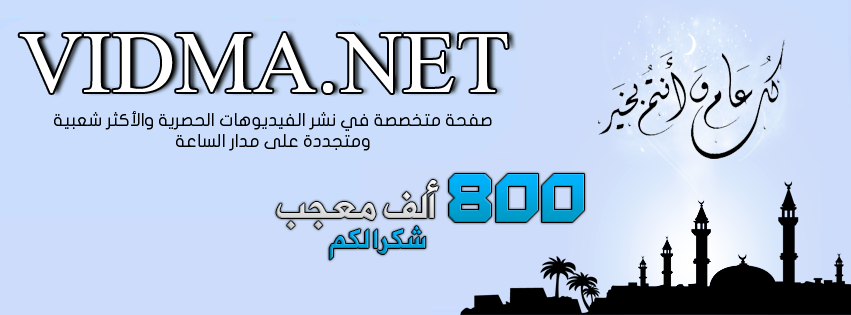 VIDMA.NET
صفحة متخصصة في نشر الفيديوهات الحصرية والأكثر شعبية
ومتجددة على مدار الساعة
كل عام وأنتم بخير
800 ألف معجب
شكرا لكم